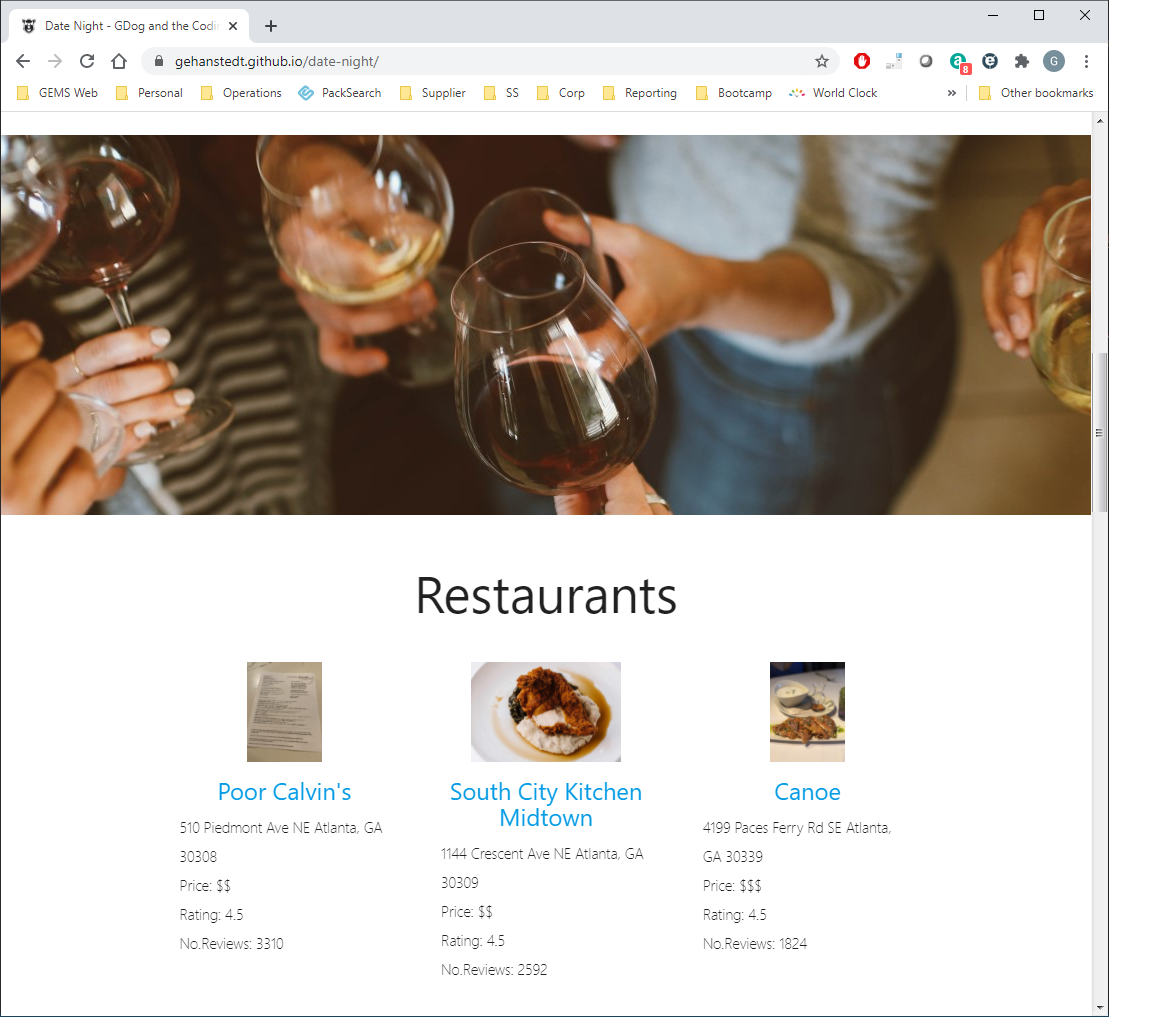 Date Night - GDog and the Codin
gehanstedt.github.io/date-night/
8
G
GEMS Web Personal Operations PackSearch Supplier SS Corp Reporting Bootcamp World Clock » Other bookmarks
Restaurants
Poor Calvin's
510 Piedmont Ave NE Atlanta, GA
30308
Price: $$
Rating: 4.5
No.Reviews: 3310
South City Kitchen
Midtown
1144 Crescent Ave NE Atlanta, GA
30309
Price: $$
Rating: 4.5
No.Reviews: 2592
Canoe
4199 Paces Ferry Rd SE Atlanta,
GA 30339
Price: $$$
Rating: 4.5
No.Reviews: 1824